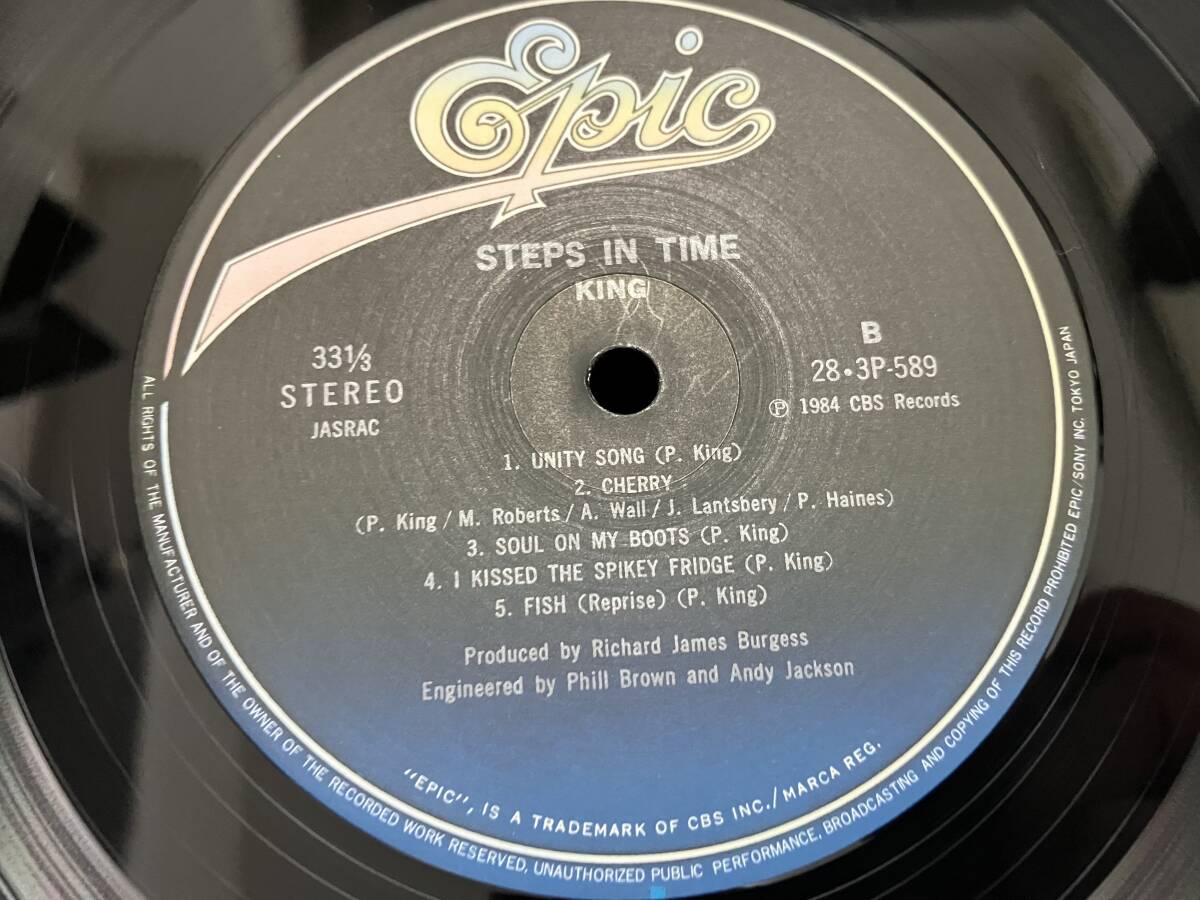 Epic
STEPS IN TIME
KING
33⅓
STEREO
JASRAC
B
28・3P-589
Ⓟ 1984 CBS Records
1. UNITY SONG (P. King)
2. CHERRY
(P. King / M. Roberts / A. Wall / J. Lantsbery / P. Haines)
3. SOUL ON MY BOOTS (P. King)
4. I KISSED THE SPIKEY FRIDGE (P. King)
5. FISH (Reprise) (P. King)
Produced by Richard James Burgess
Engineered by Phill Brown and Andy Jackson
"EPIC", IS A TRADEMARK OF CBS INC./MARCA REG.
ALL RIGHTS OF THE MANUFACTURER AND OF THE OWNER OF THE RECORDED WORK RESERVED, UNAUTHORIZED PUBLIC PERFORMANCE, BROADCASTING AND COPYING OF THIS RECORD PROHIBITED EPIC/SONY INC. TOKYO JAPAN